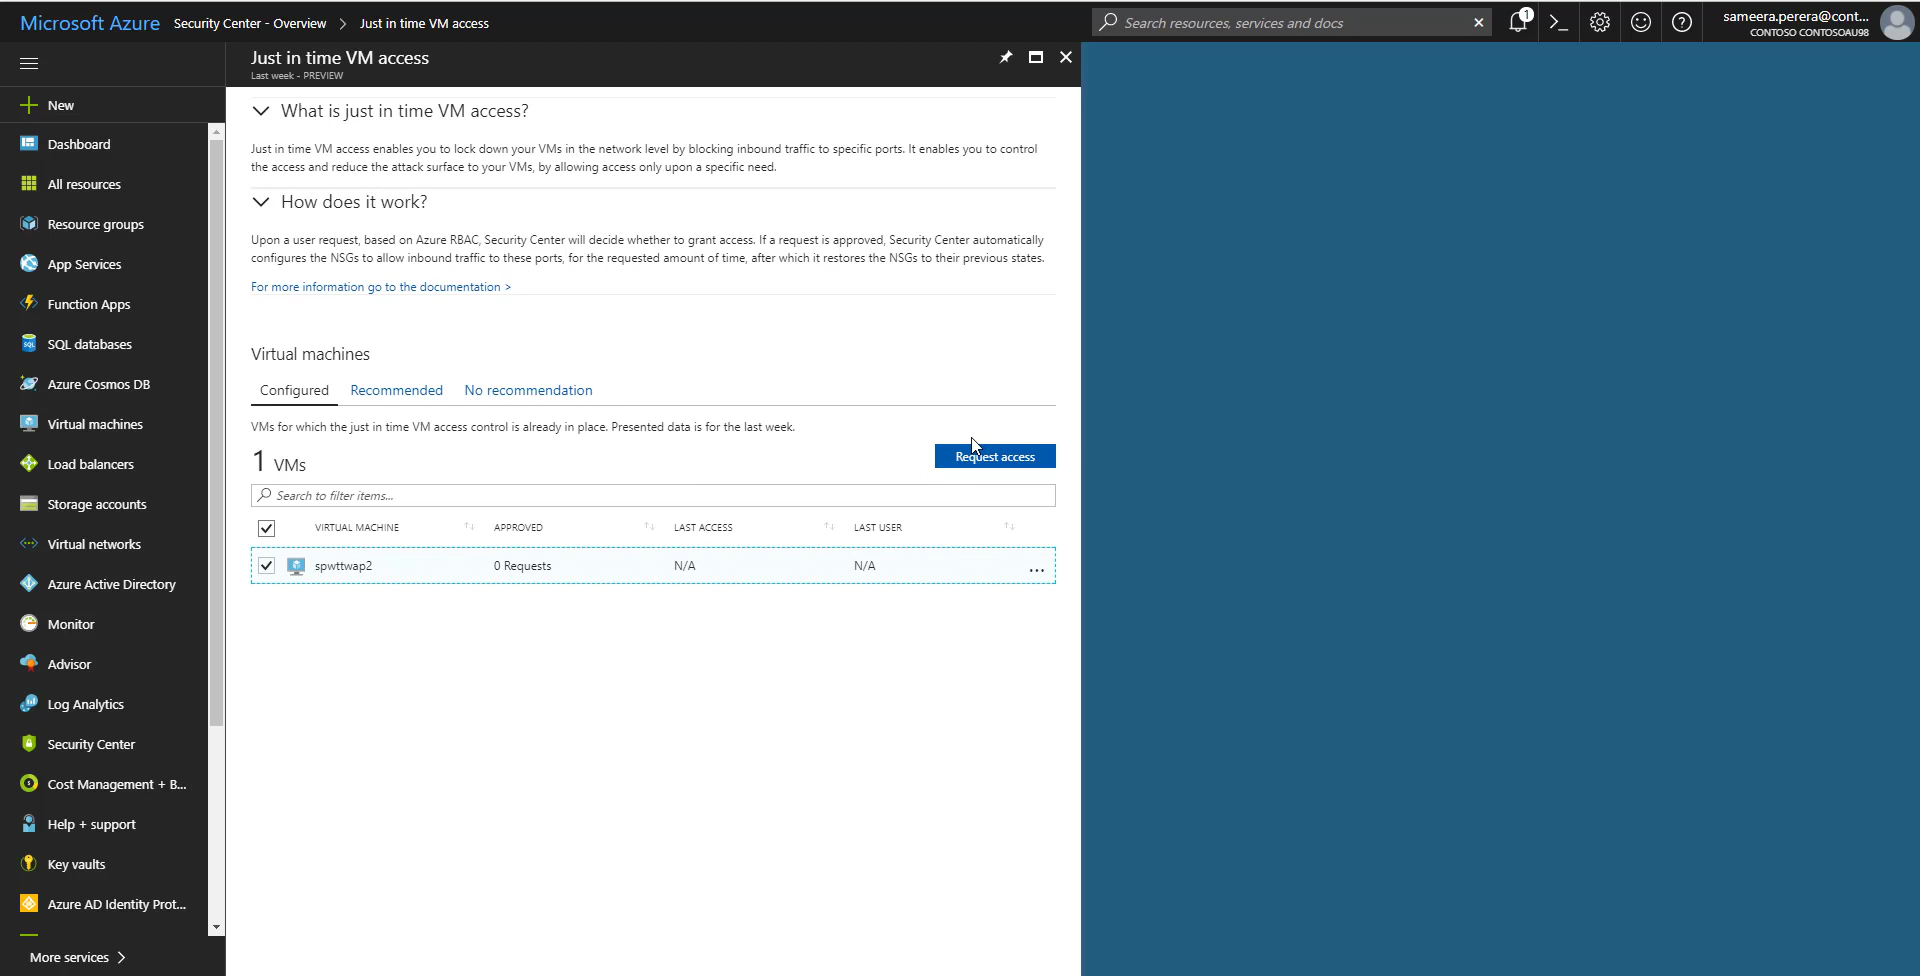 Microsoft Azure Security Center - Overview > Just in time VM access
Search resources, services and docs
1
sameera.perera@cont...
CONTOSO CONTOSOAU98
Just in time VM access
Last week - PREVIEW
New
Dashboard
All resources
Resource groups
App Services
Function Apps
SQL databases
Azure Cosmos DB
Virtual machines
Load balancers
Storage accounts
Virtual networks
Azure Active Directory
Monitor
Advisor
Log Analytics
Security Center
Cost Management + B...
Help + support
Key vaults
Azure AD Identity Prot...
More services >
What is just in time VM access?
Just in time VM access enables you to lock down your VMs in the network level by blocking inbound traffic to specific ports. It enables you to control
the access and reduce the attack surface to your VMs, by allowing access only upon a specific need.
How does it work?
Upon a user request, based on Azure RBAC, Security Center will decide whether to grant access. If a request is approved, Security Center automatically
configures the NSGs to allow inbound traffic to these ports, for the requested amount of time, after which it restores the NSGs to their previous states.
For more information go to the documentation >
Virtual machines
Configured Recommended No recommendation
VMs for which the just in time VM access control is already in place. Presented data is for the last week.
1 VMs
Request access
Search to filter items...
VIRTUAL MACHINE APPROVED LAST ACCESS LAST USER
spwttwap2 0 Requests N/A N/A ...